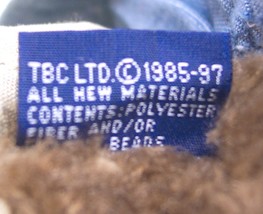 TBC LTD.©1985-97
ALL NEW MATERIALS
CONTENTS:POLYESTER
FIBER AND/OR
BEADS